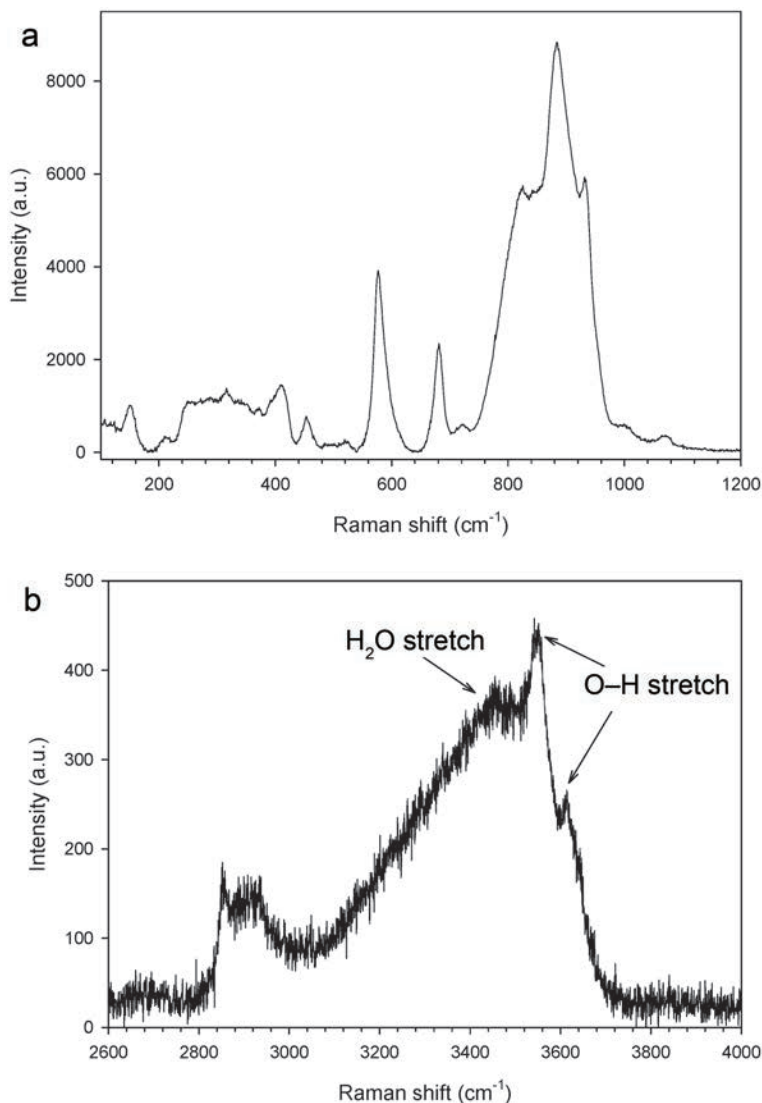 a
8000
6000
4000
2000
0
Intensity (a.u.)
200 400 600 800 1000 1200
Raman shift (cm⁻¹)
b
500
400
300
200
100
0
Intensity (a.u.)
H₂O stretch
O–H stretch
2600 2800 3000 3200 3400 3600 3800 4000
Raman shift (cm⁻¹)